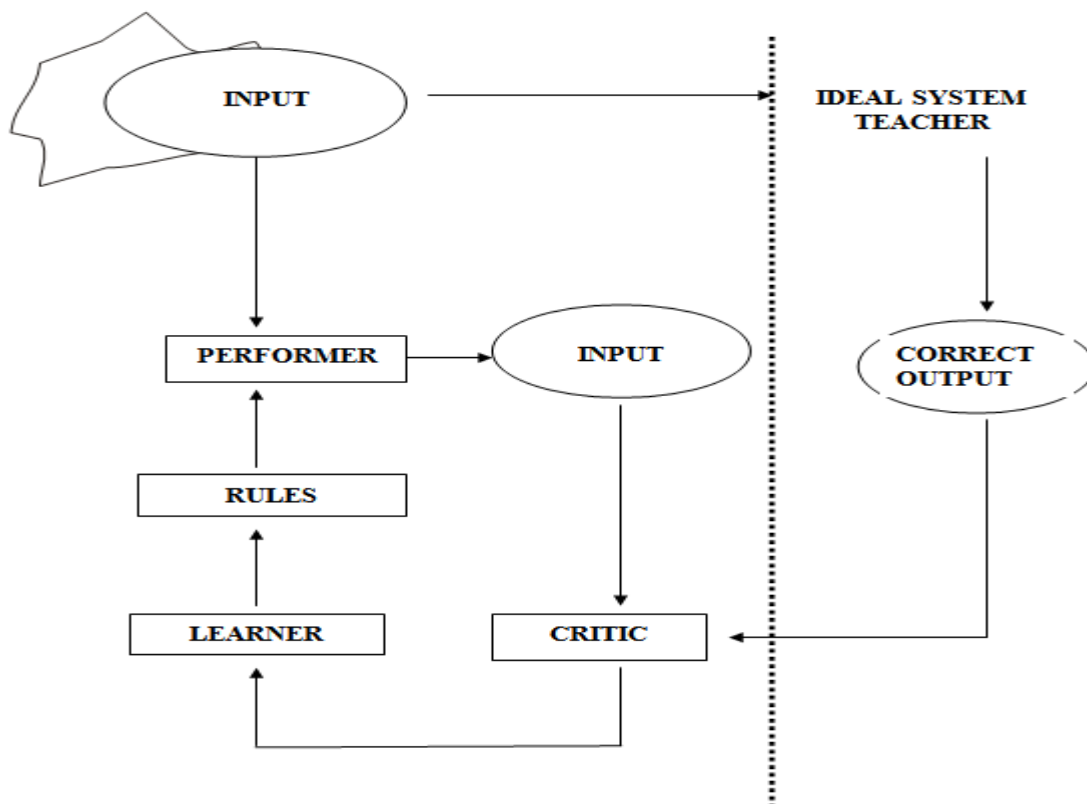 INPUT
IDEAL SYSTEM
TEACHER
PERFORMER
INPUT
CORRECT
OUTPUT
RULES
LEARNER
CRITIC